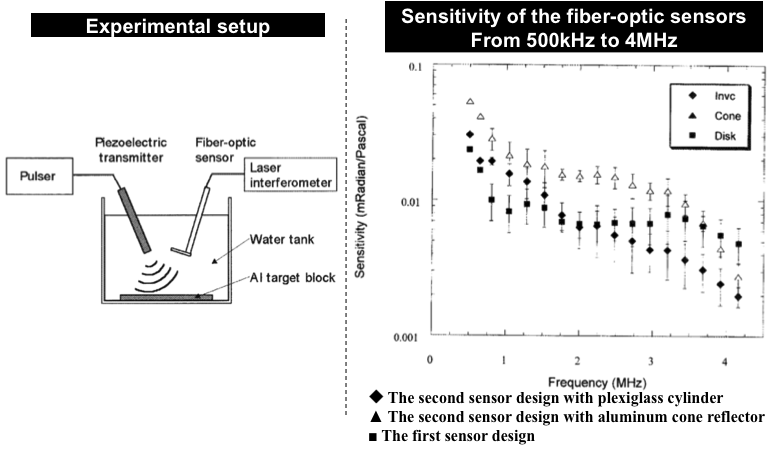 Experimental setup
Piezoelectric
transmitter
Fiber-optic
sensor
Pulser
Laser
interferometer
Water tank
Al target block
Sensitivity of the fiber-optic sensors
From 500kHz to 4MHz
0.1
0.01
0.001
Sensitivity (mRadian/Pascal)
Invc
Cone
Disk
0
1
2
3
4
Frequency (MHz)
The second sensor design with plexiglass cylinder
The second sensor design with aluminum cone reflector
The first sensor design